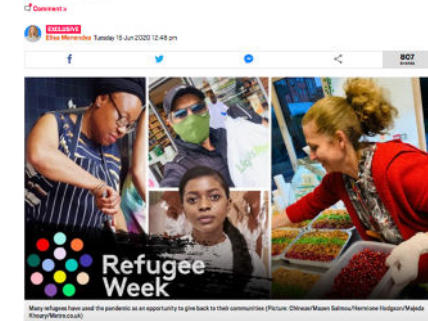 Comment »
EXCLUSIVE
Elisa Menendez Tuesday 16 Jun 2020 12:48 pm
807
SHARES
Refugee
Week
Many refugees have used the pandemic as an opportunity to give back to their communities (Picture: Chineze/Mazen Salmou/Hermione Hodgson/Majeda
Khoury/Metro.co.uk)